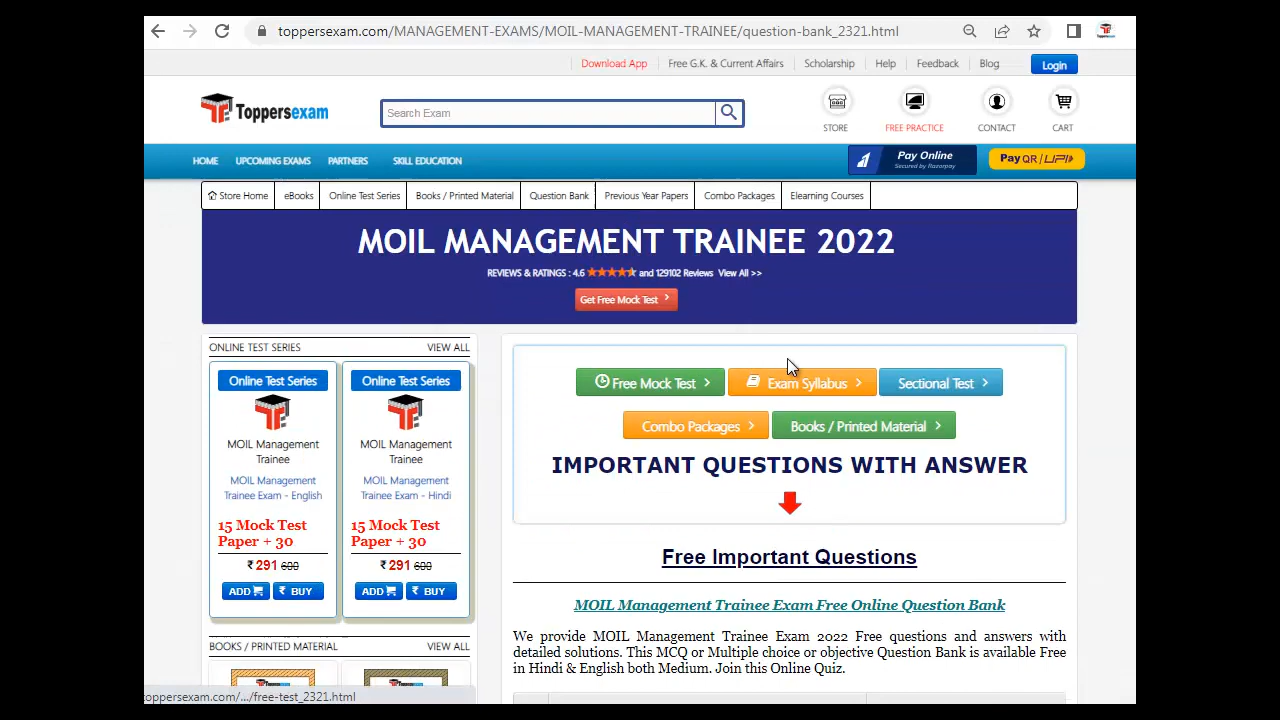 toppersexam.com/MANAGEMENT-EXAMS/MOIL-MANAGEMENT-TRAINEE/question-bank_2321.html
Download App Free G.K. & Current Affairs Scholarship Help Feedback Blog Login
Toppersexam
Search Exam
STORE FREE PRACTICE CONTACT CART
HOME UPCOMING EXAMS PARTNERS SKILL EDUCATION
Pay Online
Secured by Razorpay
Pay QR / UPI
Store Home eBooks Online Test Series Books / Printed Material Question Bank Previous Year Papers Combo Packages Elearning Courses
MOIL MANAGEMENT TRAINEE 2022
REVIEWS & RATINGS : 4.6 and 129102 Reviews View All >>
Get Free Mock Test
ONLINE TEST SERIES VIEW ALL
Online Test Series
MOIL Management
Trainee
MOIL Management
Trainee Exam - English
15 Mock Test
Paper + 30
₹ 291 600
ADD ₹ BUY
Online Test Series
MOIL Management
Trainee
MOIL Management
Trainee Exam - Hindi
15 Mock Test
Paper + 30
₹ 291 600
ADD ₹ BUY
BOOKS / PRINTED MATERIAL VIEW ALL
Free Mock Test Exam Syllabus Sectional Test
Combo Packages Books / Printed Material
IMPORTANT QUESTIONS WITH ANSWER
Free Important Questions
MOIL Management Trainee Exam Free Online Question Bank
We provide MOIL Management Trainee Exam 2022 Free questions and answers with
detailed solutions. This MCQ or Multiple choice or objective Question Bank is available Free
in Hindi & English both Medium. Join this Online Quiz.
toppersexam.com/.../free-test_2321.html